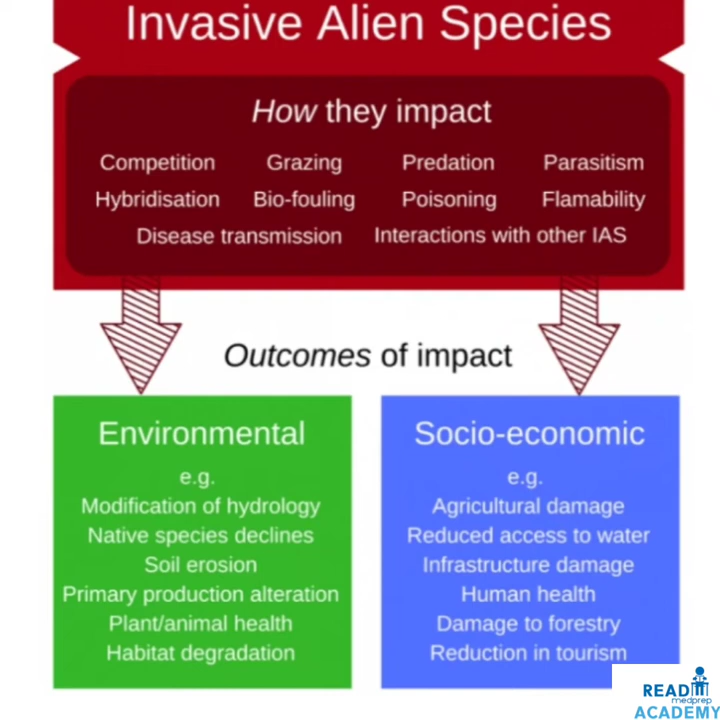 Invasive Alien Species
How they impact
Competition Grazing Predation Parasitism
Hybridisation Bio-fouling Poisoning Flamability
Disease transmission Interactions with other IAS
Outcomes of impact
Environmental
e.g.
Modification of hydrology
Native species declines
Soil erosion
Primary production alteration
Plant/animal health
Habitat degradation
Socio-economic
e.g.
Agricultural damage
Reduced access to water
Infrastructure damage
Human health
Damage to forestry
Reduction in tourism
READ
medprep
ACADEMY